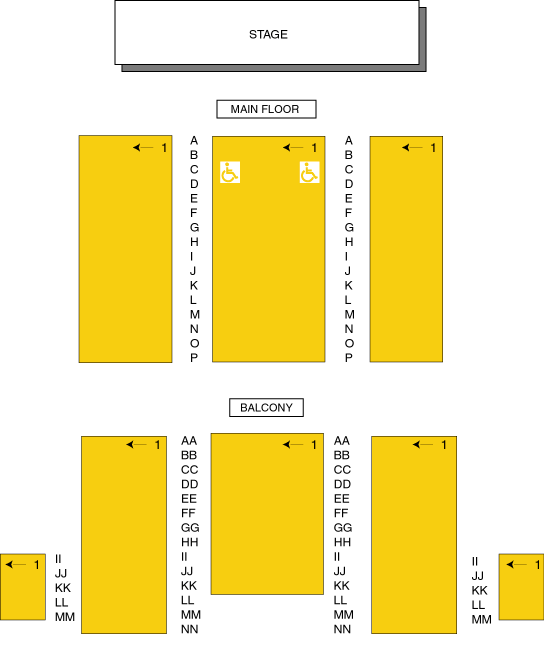 STAGE
MAIN FLOOR
1 A 1 A 1
B B
C C
D D
E E
F F
G G
H H
I I
J J
K K
L L
M M
N N
O O
P P
BALCONY
1 AA 1 AA 1
BB BB
CC CC
DD DD
EE EE
FF FF
GG GG
HH HH
1 II II II II 1
JJ JJ JJ JJ
KK KK KK KK
LL LL LL LL
MM MM MM MM
NN NN